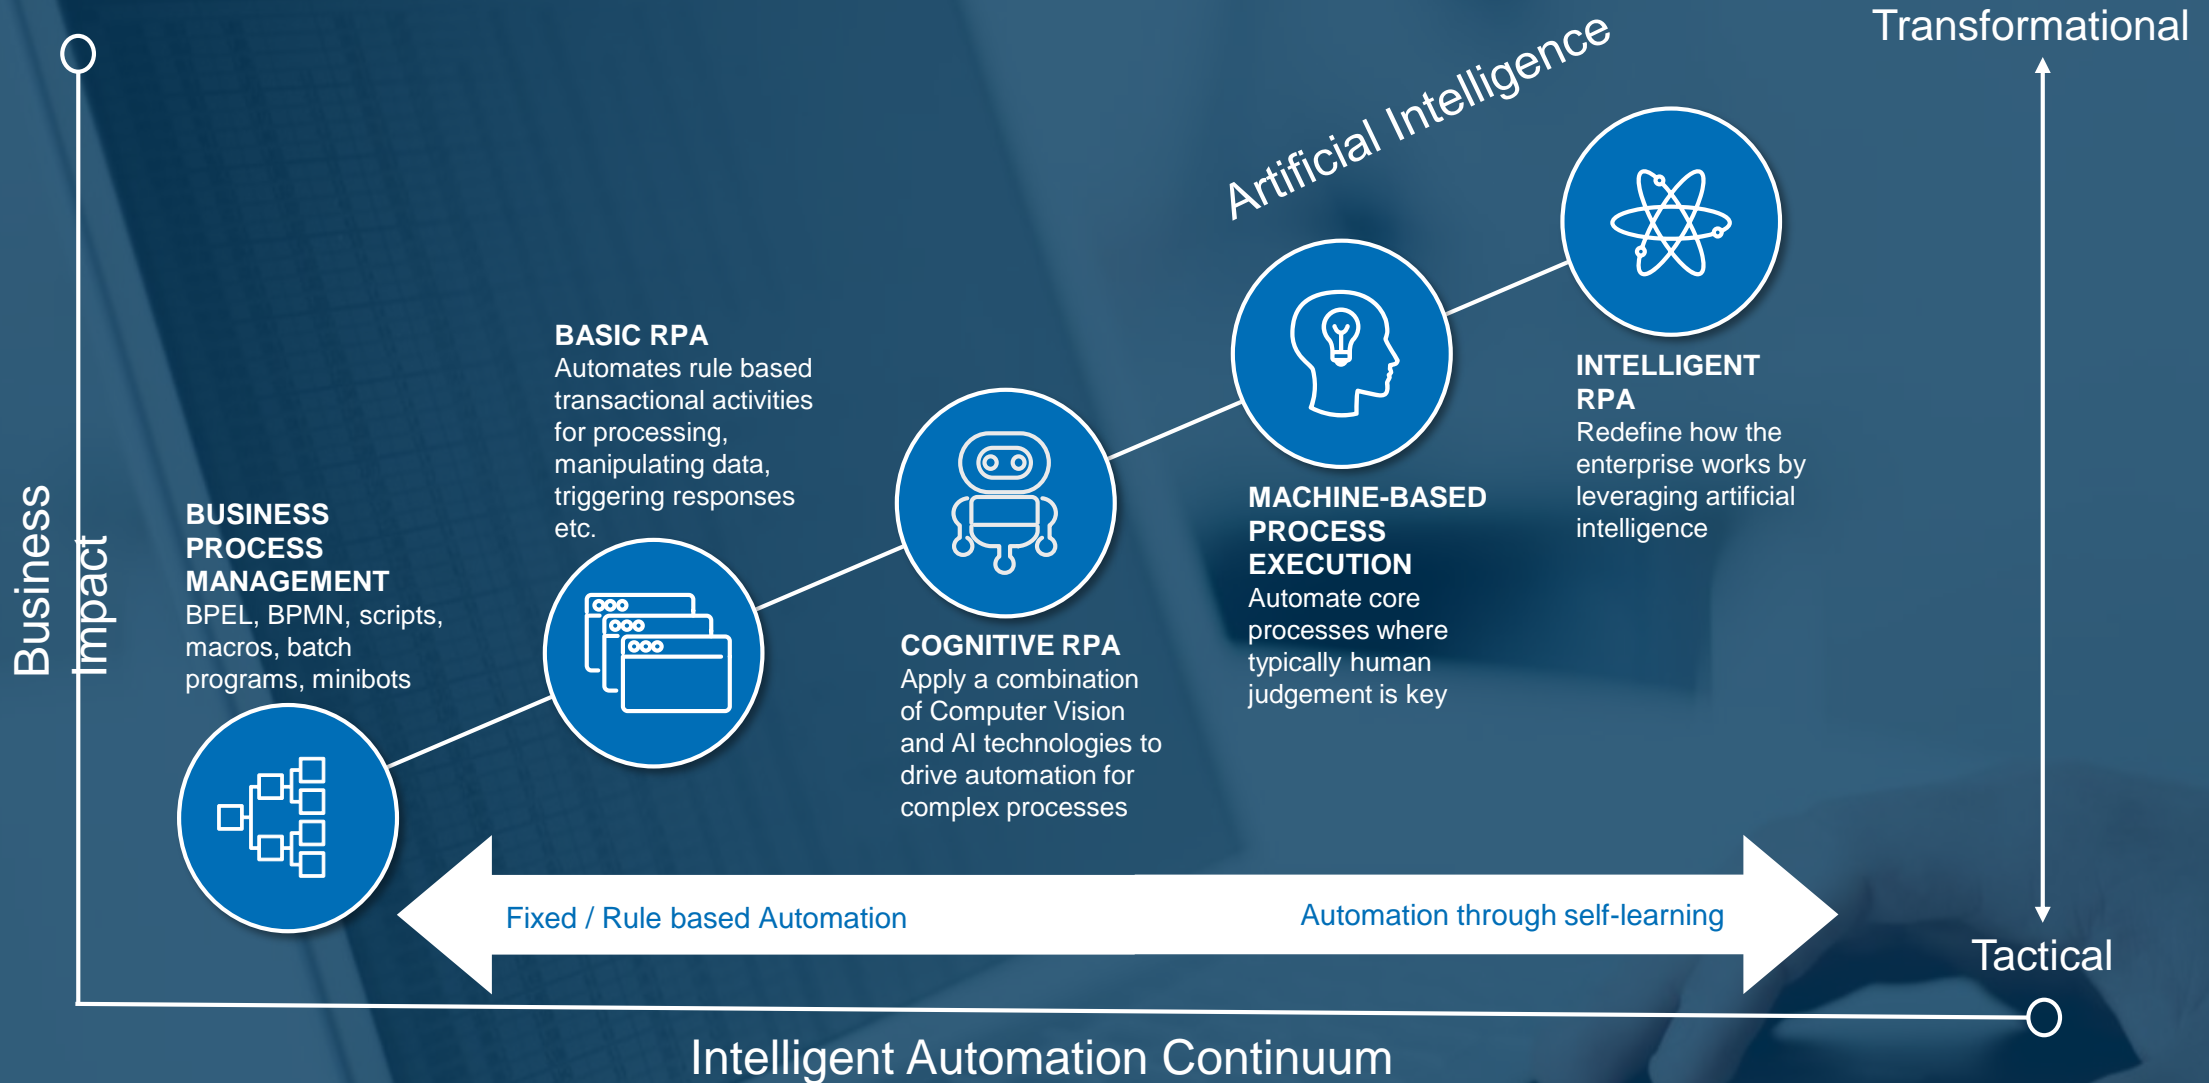 Transformational
Artificial Intelligence
BASIC RPA
Automates rule based
transactional activities
for processing,
manipulating data,
triggering responses
etc.
INTELLIGENT
RPA
Redefine how the
enterprise works by
leveraging artificial
intelligence
Business
Impact
BUSINESS
PROCESS
MANAGEMENT
BPEL, BPMN, scripts,
macros, batch
programs, minibots
MACHINE-BASED
PROCESS
EXECUTION
Automate core
processes where
typically human
judgement is key
COGNITIVE RPA
Apply a combination
of Computer Vision
and AI technologies to
drive automation for
complex processes
Fixed / Rule based Automation
Automation through self-learning
Tactical
Intelligent Automation Continuum